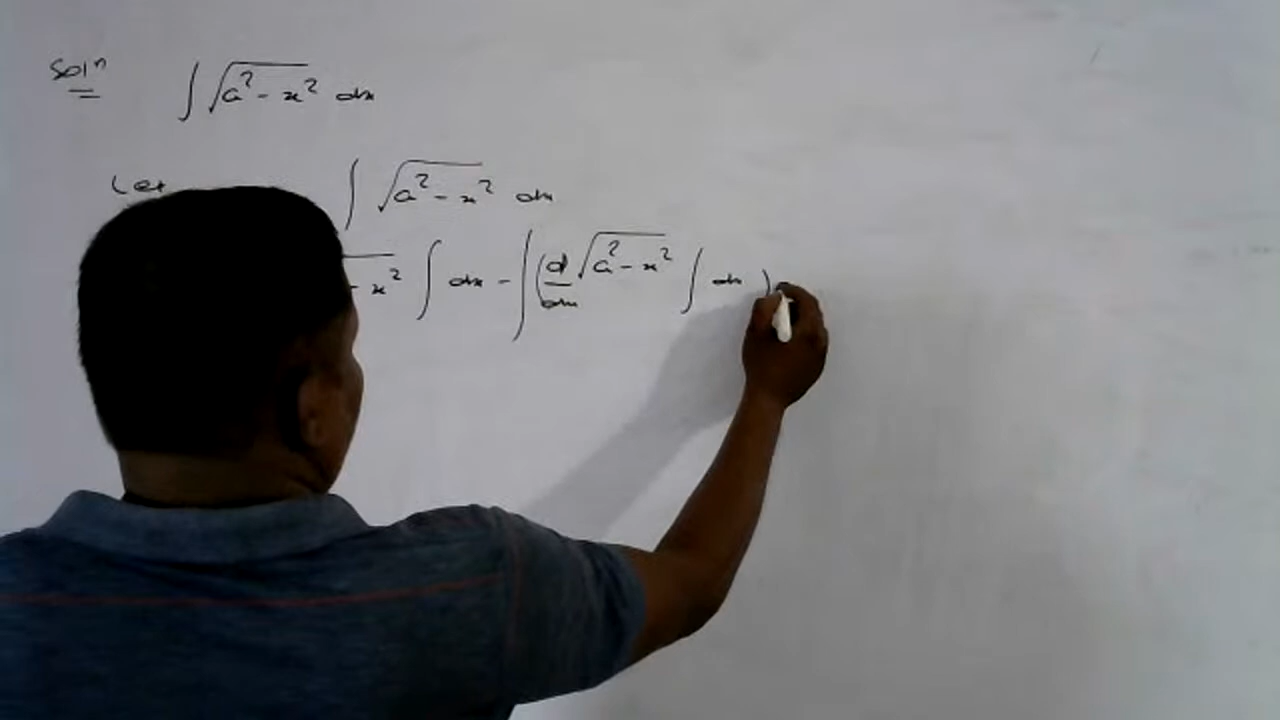 Solⁿ ∫ √(a² - x²) dx
Let ∫ √(a² - x²) dx
- x² ∫ dx - ∫ (d/dx √(a² - x²) ∫ dx )